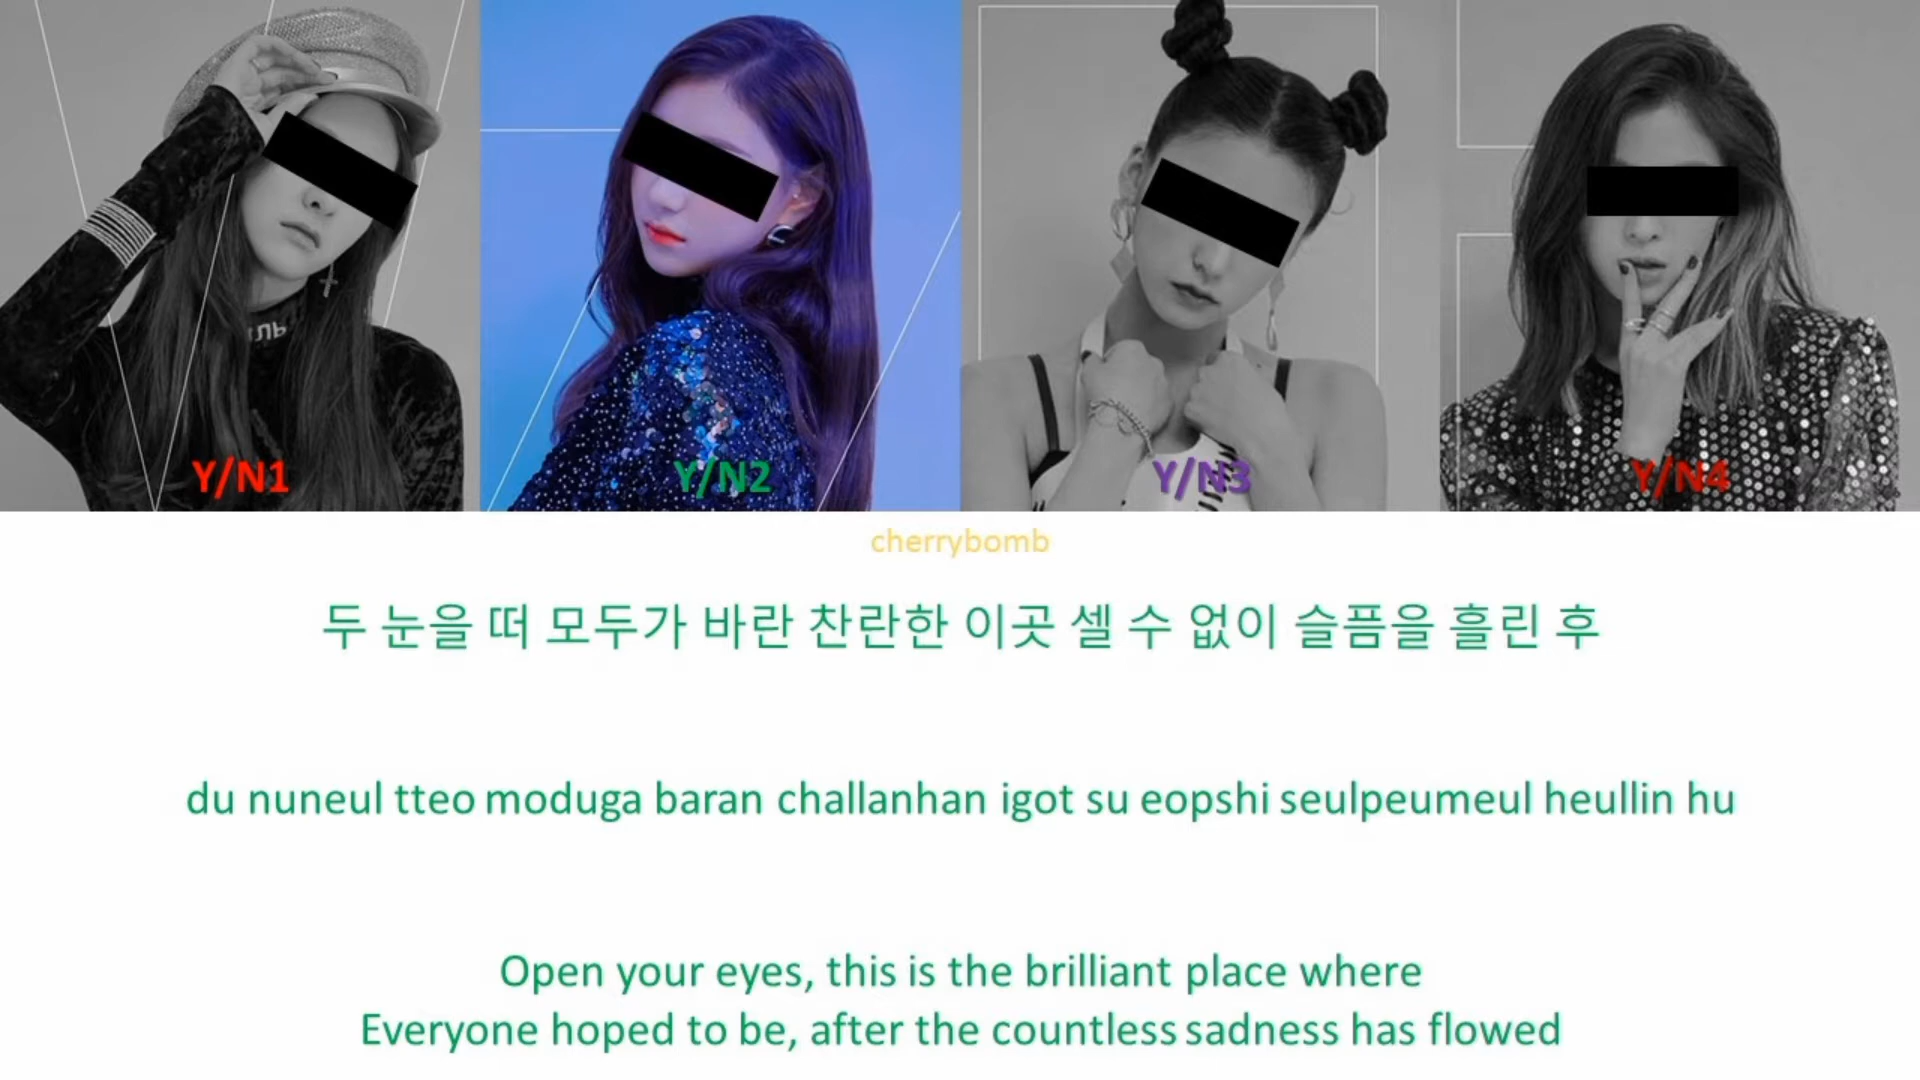 ПЬ
Y/N1
Y/N2
Y/N3
Y/N4
cherrybomb
두 눈을 떠 모두가 바란 찬란한 이곳 셀 수 없이 슬픔을 흘린 후
du nuneul tteo moduga baran challanhan igot su eopshi seulpeumeul heullin hu
Open your eyes, this is the brilliant place where
Everyone hoped to be, after the countless sadness has flowed